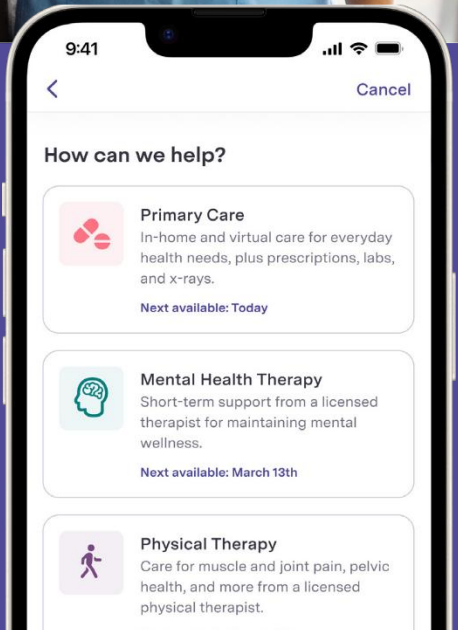 9:41
Cancel
How can we help?
Primary Care
In-home and virtual care for everyday
health needs, plus prescriptions, labs,
and x-rays.
Next available: Today
Mental Health Therapy
Short-term support from a licensed
therapist for maintaining mental
wellness.
Next available: March 13th
Physical Therapy
Care for muscle and joint pain, pelvic
health, and more from a licensed
physical therapist.